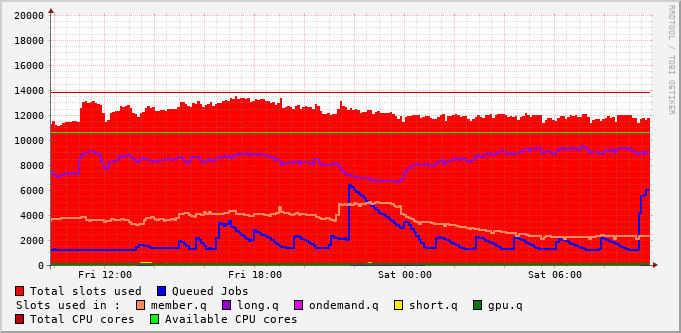 20000
18000
16000
14000
12000
10000
8000
6000
4000
2000
0
Fri 12:00 Fri 18:00 Sat 00:00 Sat 06:00
RRDTOOL / TOBI OETIKER
Total slots used Queued Jobs
Slots used in : member.q long.q ondemand.q short.q gpu.q
Total CPU cores Available CPU cores